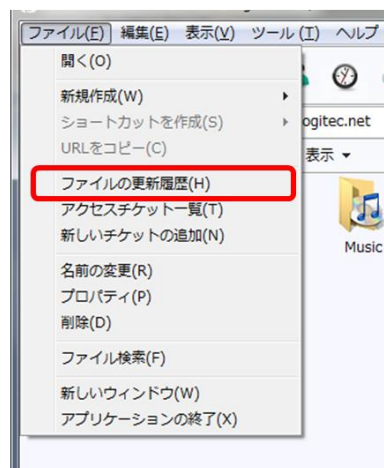 ファイル(E) 編集(E) 表示(V) ツール(I) ヘルプ
開く(O)
新規作成(W)
ショートカットを作成(S)
ogitec.net
URLをコピー(C)
表示
ファイルの更新履歴(H)
アクセスチケット一覧(T)
新しいチケットの追加(N)
Music
名前の変更(R)
プロパティ(P)
削除(D)
ファイル検索(F)
新しいウィンドウ(W)
アプリケーションの終了(X)